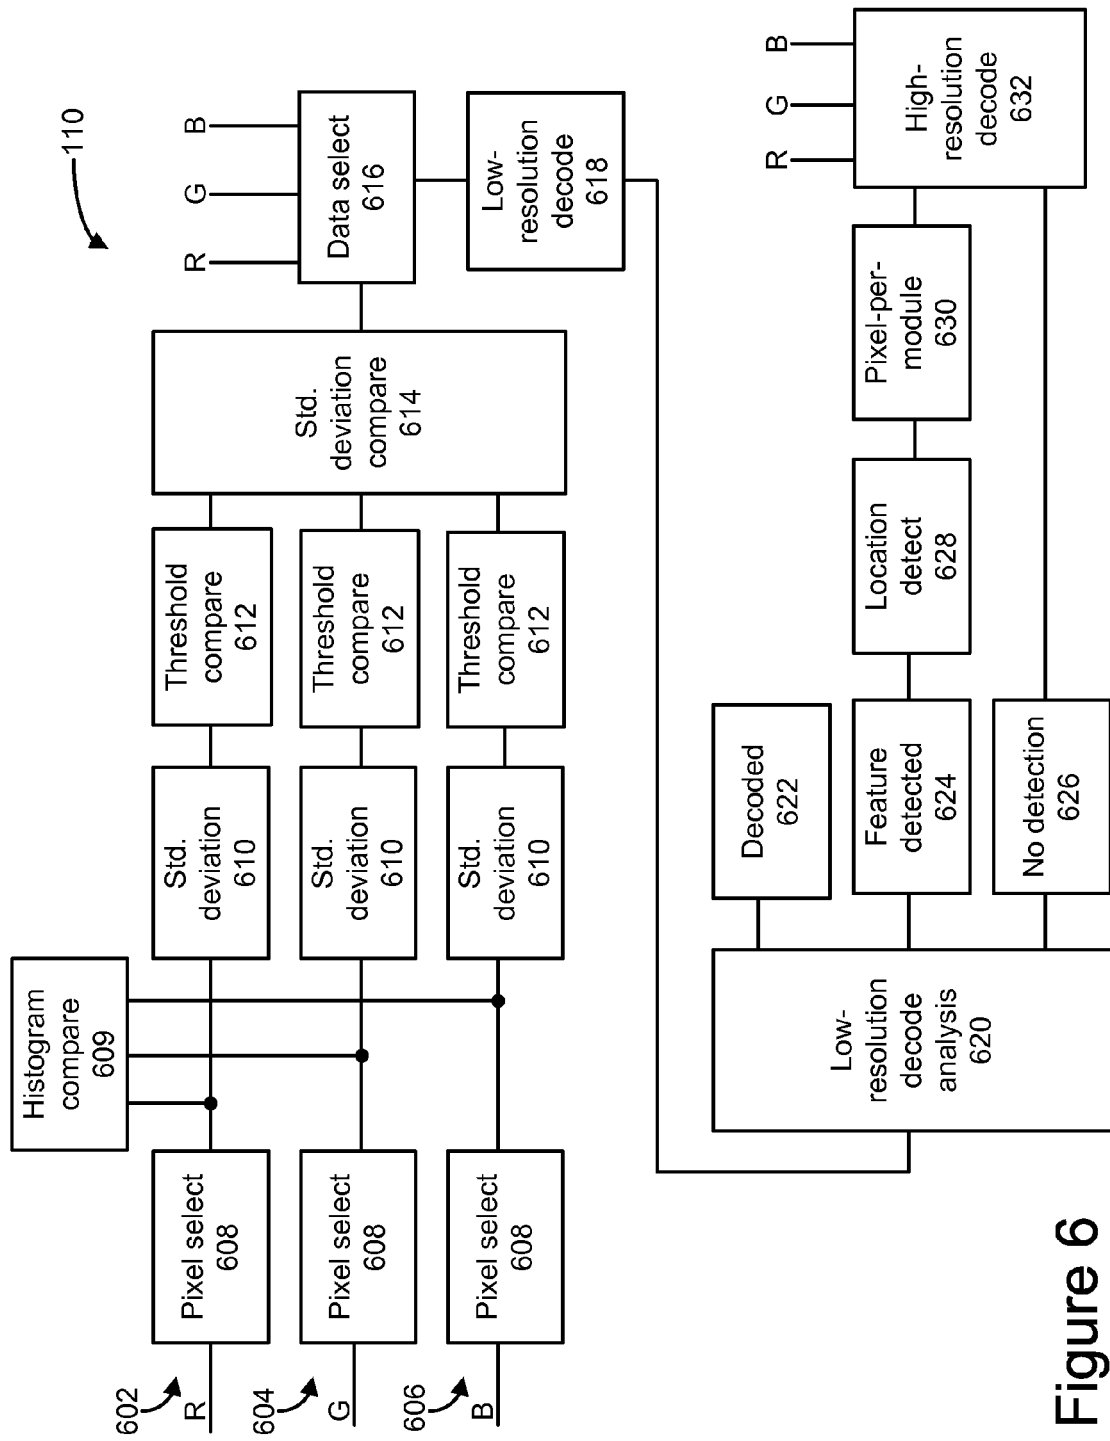 110
Histogram
compare
609
602
R
Pixel select
608
Std.
deviation
610
Threshold
compare
612
604
G
Pixel select
608
Std.
deviation
610
Threshold
compare
612
606
B
Pixel select
608
Std.
deviation
610
Threshold
compare
612
Std.
deviation
compare
614
R
G
B
Data select
616
Low-
resolution
decode
618
Low-
resolution
decode
analysis
620
Decoded
622
Feature
detected
624
No detection
626
Location
detect
628
Pixel-per-
module
630
R
G
B
High-
resolution
decode
632
Figure 6